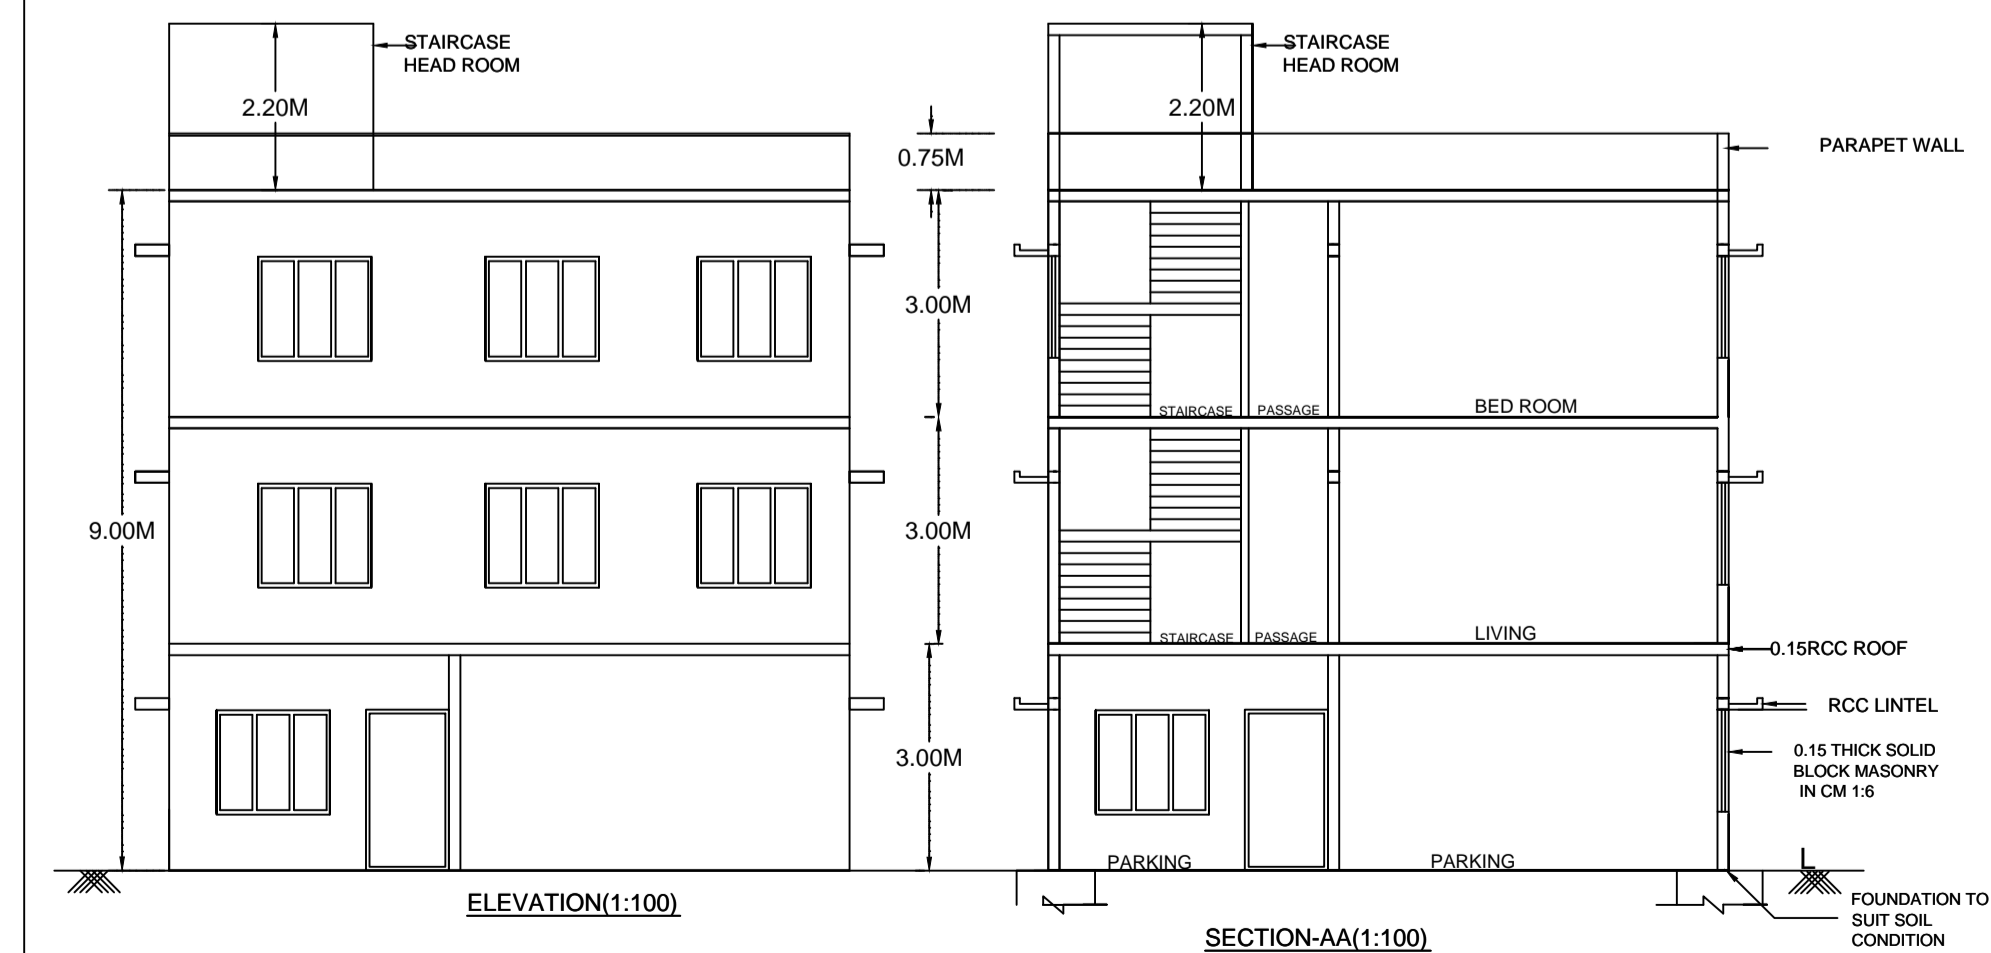 STAIRCASE
HEAD ROOM
2.20M
9.00M
ELEVATION(1:100)
0.75M
3.00M
3.00M
3.00M
STAIRCASE
HEAD ROOM
2.20M
PARAPET WALL
STAIRCASE
PASSAGE
BED ROOM
STAIRCASE
PASSAGE
LIVING
0.15RCC ROOF
RCC LINTEL
0.15 THICK SOLID
BLOCK MASONRY
IN CM 1:6
PARKING
PARKING
L
FOUNDATION TO
SUIT SOIL
CONDITION
SECTION-AA(1:100)